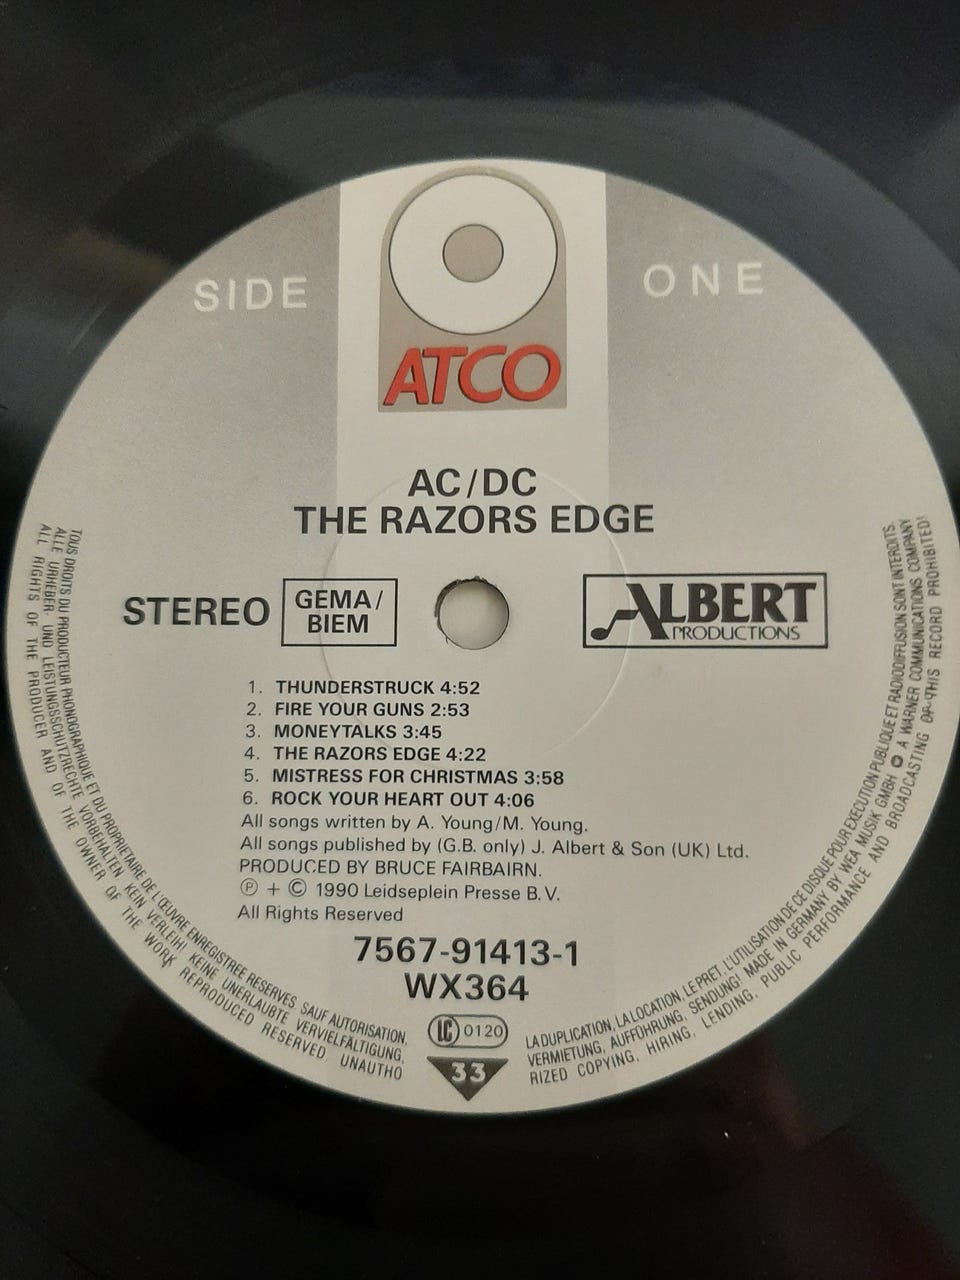 SIDE ONE
ATCO
AC/DC
THE RAZORS EDGE
STEREO
GEMA/
BIEM
ALBERT
PRODUCTIONS
1. THUNDERSTRUCK 4:52
2. FIRE YOUR GUNS 2:53
3. MONEYTALKS 3:45
4. THE RAZORS EDGE 4:22
5. MISTRESS FOR CHRISTMAS 3:58
6. ROCK YOUR HEART OUT 4:06
All songs written by A. Young/M. Young.
All songs published by (G.B. only) J. Albert & Son (UK) Ltd.
PRODUCED BY BRUCE FAIRBAIRN.
℗ + © 1990 Leidseplein Presse B.V.
All Rights Reserved
7567-91413-1
WX364
LC 0120
33
TOUS DROITS DU PRODUCTEUR PHONOGRAPHIQUE ET DU PROPRIETAIRE DE L'ŒUVRE ENREGISTREE RESERVES. SAUF AUTORISATION, LA DUPLICATION, LA LOCATION, LE PRET, L'UTILISATION DE CE DISQUE POUR EXECUTION PUBLIQUE ET RADIODIFFUSION SONT INTERDITS.
ALLE URHEBER- UND LEISTUNGSSCHUTZRECHTE VORBEHALTEN. KEIN VERLEIH! KEINE UNERLAUBTE VERVIELFÄLTIGUNG, VERMIETUNG, AUFFÜHRUNG, SENDUNG! MADE IN GERMANY BY WEA MUSIK GMBH A WARNER COMMUNICATIONS COMPANY
ALL RIGHTS OF THE PRODUCER AND OF THE OWNER OF THE WORK REPRODUCED RESERVED. UNAUTHORIZED COPYING, HIRING, LENDING, PUBLIC PERFORMANCE AND BROADCASTING OF THIS RECORD PROHIBITED!